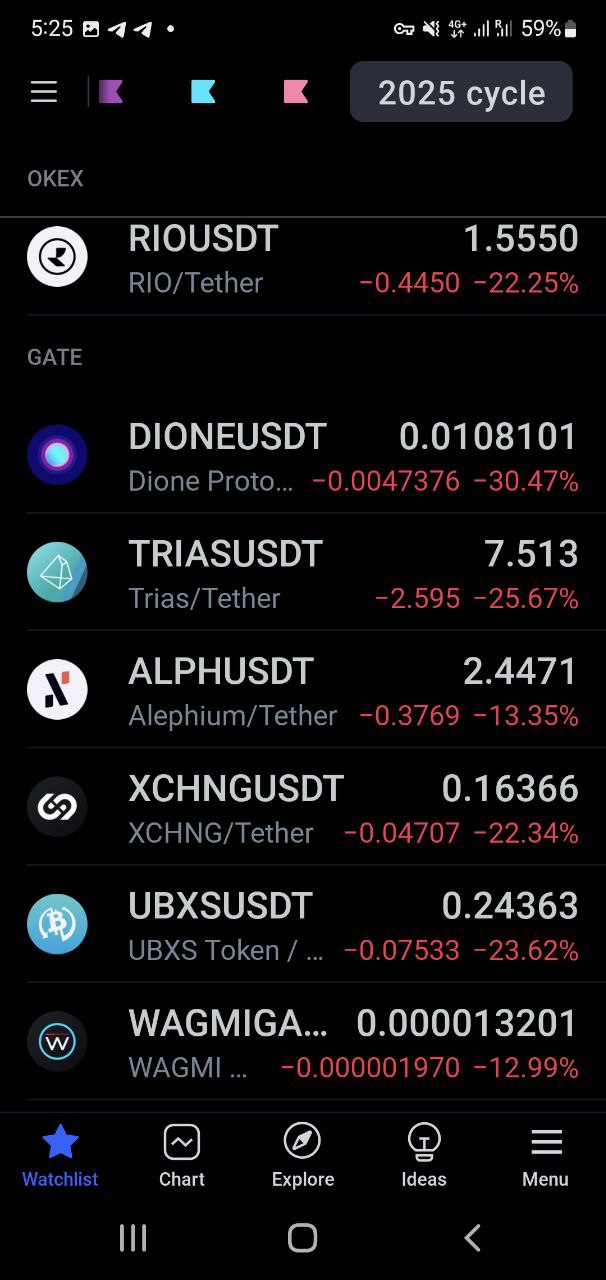 5:25 4G+ R 59%
2025 cycle
OKEX
RIOUSDT 1.5550
RIO/Tether −0.4450 −22.25%
GATE
DIONEUSDT 0.0108101
Dione Proto... −0.0047376 −30.47%
TRIASUSDT 7.513
Trias/Tether −2.595 −25.67%
ALPHUSDT 2.4471
Alephium/Tether −0.3769 −13.35%
XCHNGUSDT 0.16366
XCHNG/Tether −0.04707 −22.34%
UBXSUSDT 0.24363
UBXS Token / ... −0.07533 −23.62%
WAGMIGA... 0.000013201
WAGMI ... −0.000001970 −12.99%
Watchlist Chart Explore Ideas Menu